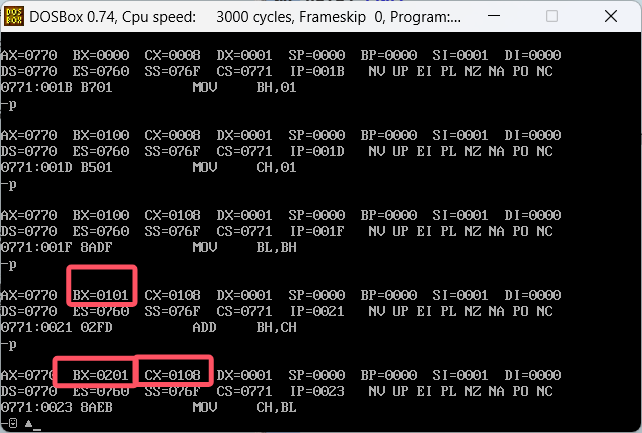 DOS BOX DOSBox 0.74, Cpu speed: 3000 cycles, Frameskip 0, Program:...
AX=0770 BX=0000 CX=0008 DX=0001 SP=0000 BP=0000 SI=0001 DI=0000
DS=0770 ES=0760 SS=076F CS=0771 IP=001B NV UP EI PL NZ NA PO NC
0771:001B B701 MOV BH,01
-p
AX=0770 BX=0100 CX=0008 DX=0001 SP=0000 BP=0000 SI=0001 DI=0000
DS=0770 ES=0760 SS=076F CS=0771 IP=001D NV UP EI PL NZ NA PO NC
0771:001D B501 MOV CH,01
-p
AX=0770 BX=0100 CX=0108 DX=0001 SP=0000 BP=0000 SI=0001 DI=0000
DS=0770 ES=0760 SS=076F CS=0771 IP=001F NV UP EI PL NZ NA PO NC
0771:001F 8ADF MOV BL,BH
-p
AX=0770 BX=0101 CX=0108 DX=0001 SP=0000 BP=0000 SI=0001 DI=0000
DS=0770 ES=0760 SS=076F CS=0771 IP=0021 NV UP EI PL NZ NA PO NC
0771:0021 02FD ADD BH,CH
-p
AX=0770 BX=0201 CX=0108 DX=0001 SP=0000 BP=0000 SI=0001 DI=0000
DS=0770 ES=0760 SS=076F CS=0771 IP=0023 NV UP EI PL NZ NA PO NC
0771:0023 8AEB MOV CH,BL
-